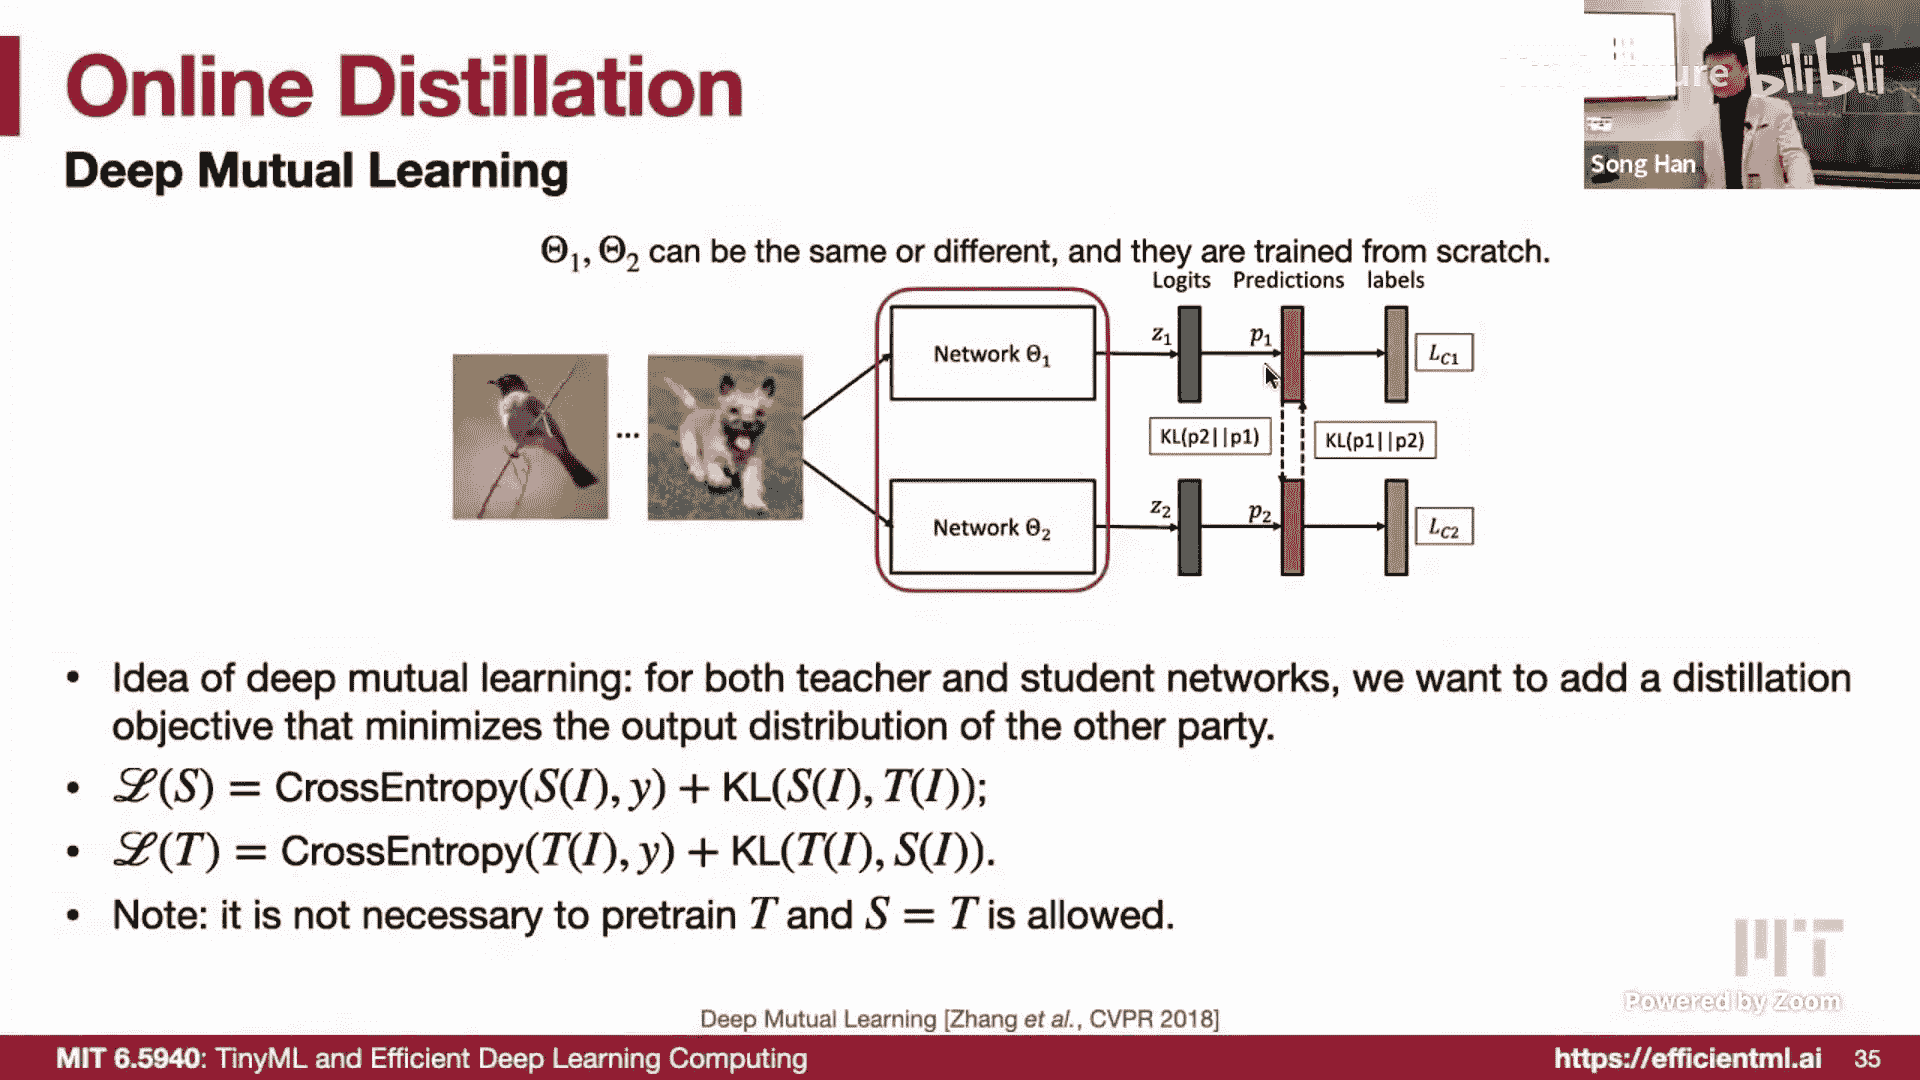 Online Distillation
Deep Mutual Learning
bilibili
Song Han
Θ₁, Θ₂ can be the same or different, and they are trained from scratch.
Logits Predictions labels
Network Θ₁
z₁
p₁
L_C1
KL(p2||p1)
KL(p1||p2)
...
Network Θ₂
z₂
p₂
L_C2
• Idea of deep mutual learning: for both teacher and student networks, we want to add a distillation
objective that minimizes the output distribution of the other party.
• ℒ(S) = CrossEntropy(S(I), y) + KL(S(I), T(I));
• ℒ(T) = CrossEntropy(T(I), y) + KL(T(I), S(I)).
• Note: it is not necessary to pretrain T and S = T is allowed.
MIT
Powered by Zoom
Deep Mutual Learning [Zhang et al., CVPR 2018]
MIT 6.5940: TinyML and Efficient Deep Learning Computing
https://efficientml.ai 35